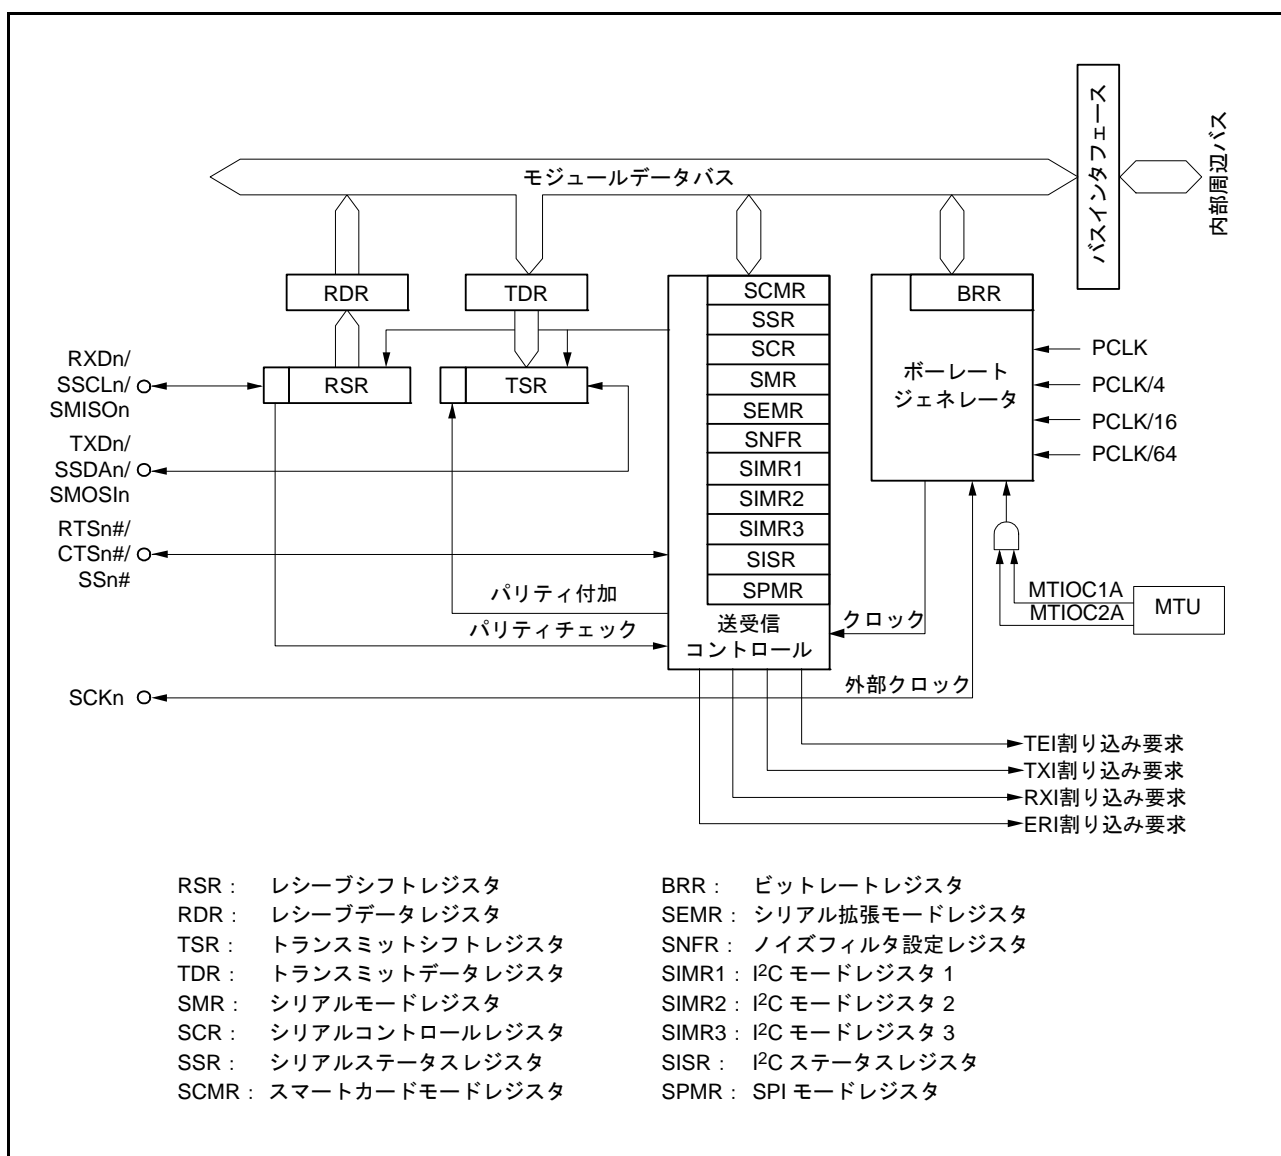 バスインタフェース
内部周辺バス
モジュールデータバス
RDR
TDR
SCMR
BRR
SSR
SCR
SMR
SEMR
SNFR
SIMR1
SIMR2
SIMR3
SISR
SPMR
送受信
コントロール
ボーレート
ジェネレータ
PCLK
PCLK/4
PCLK/16
PCLK/64
RXDn/
SSCLn/
SMISOn
RSR
TSR
TXDn/
SSDAn/
SMOSIn
RTSn#/
CTSn#/
SSn#
パリティ付加
パリティチェック
クロック
MTIOC1A
MTIOC2A
MTU
SCKn
外部クロック
TEI割り込み要求
TXI割り込み要求
RXI割り込み要求
ERI割り込み要求
RSR : レシーブシフトレジスタ
RDR : レシーブデータレジスタ
TSR : トランスミットシフトレジスタ
TDR : トランスミットデータレジスタ
SMR : シリアルモードレジスタ
SCR : シリアルコントロールレジスタ
SSR : シリアルステータスレジスタ
SCMR : スマートカードモードレジスタ
BRR : ビットレートレジスタ
SEMR : シリアル拡張モードレジスタ
SNFR : ノイズフィルタ設定レジスタ
SIMR1 : I²C モードレジスタ 1
SIMR2 : I²C モードレジスタ 2
SIMR3 : I²C モードレジスタ 3
SISR : I²C ステータスレジスタ
SPMR : SPI モードレジスタ